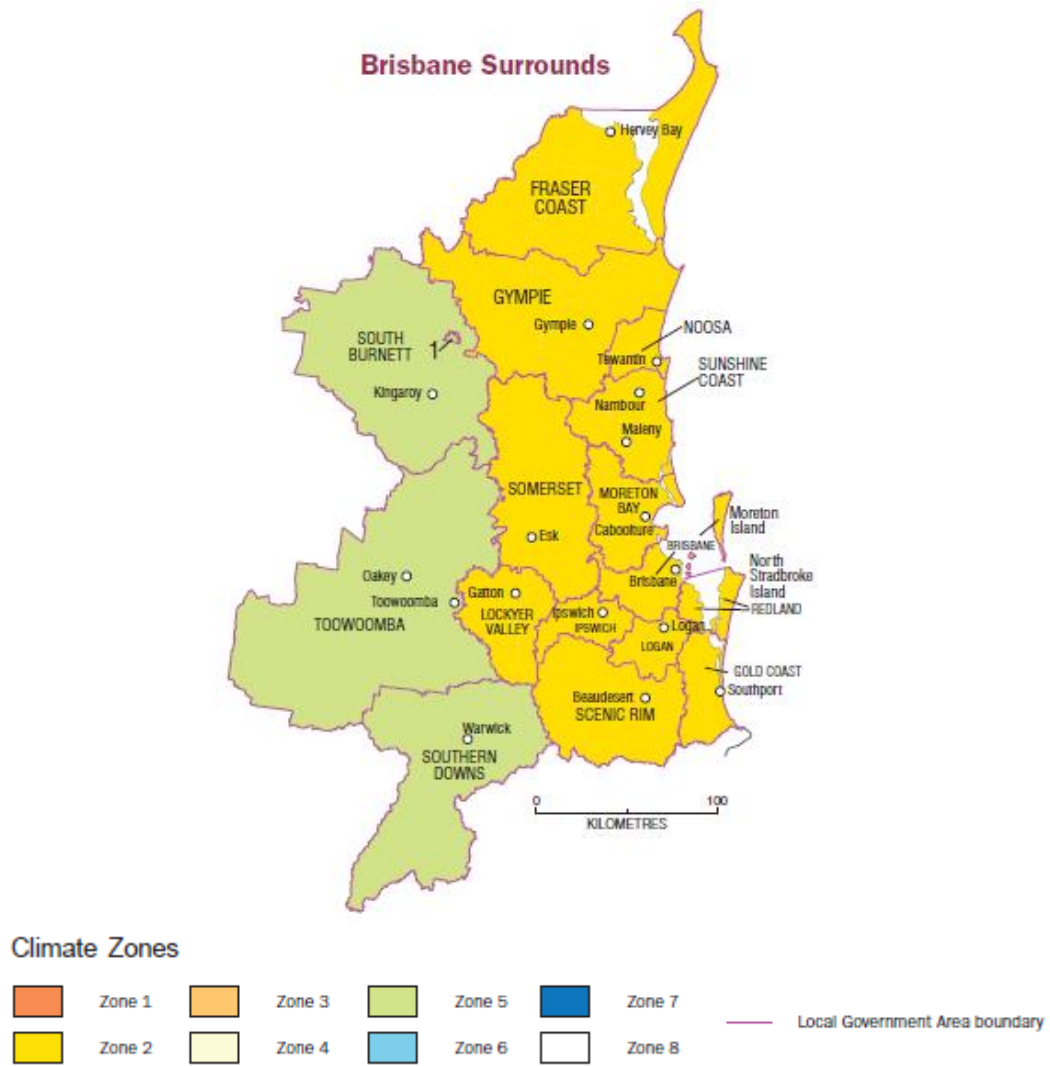 Brisbane Surrounds
Hervey Bay
FRASER
COAST
GYMPIE
Gympie
NOOSA
Tewantin
SOUTH
BURNETT
1
SUNSHINE
COAST
Kingaroy
Nambour
Maleny
SOMERSET
MORETON
BAY
Caboolture
Moreton
Island
Esk
BRISBANE
Brisbane
North
Stradbroke
Island
REDLAND
Oakey
Toowoomba
TOOWOOMBA
Gatton
LOCKYER
VALLEY
Ipswich
IPSWICH
Logan
LOGAN
GOLD COAST
Southport
Beaudesert
SCENIC RIM
Warwick
SOUTHERN
DOWNS
0 100
KILOMETRES
Climate Zones
Zone 1 Zone 3 Zone 5 Zone 7
Local Government Area boundary
Zone 2 Zone 4 Zone 6 Zone 8